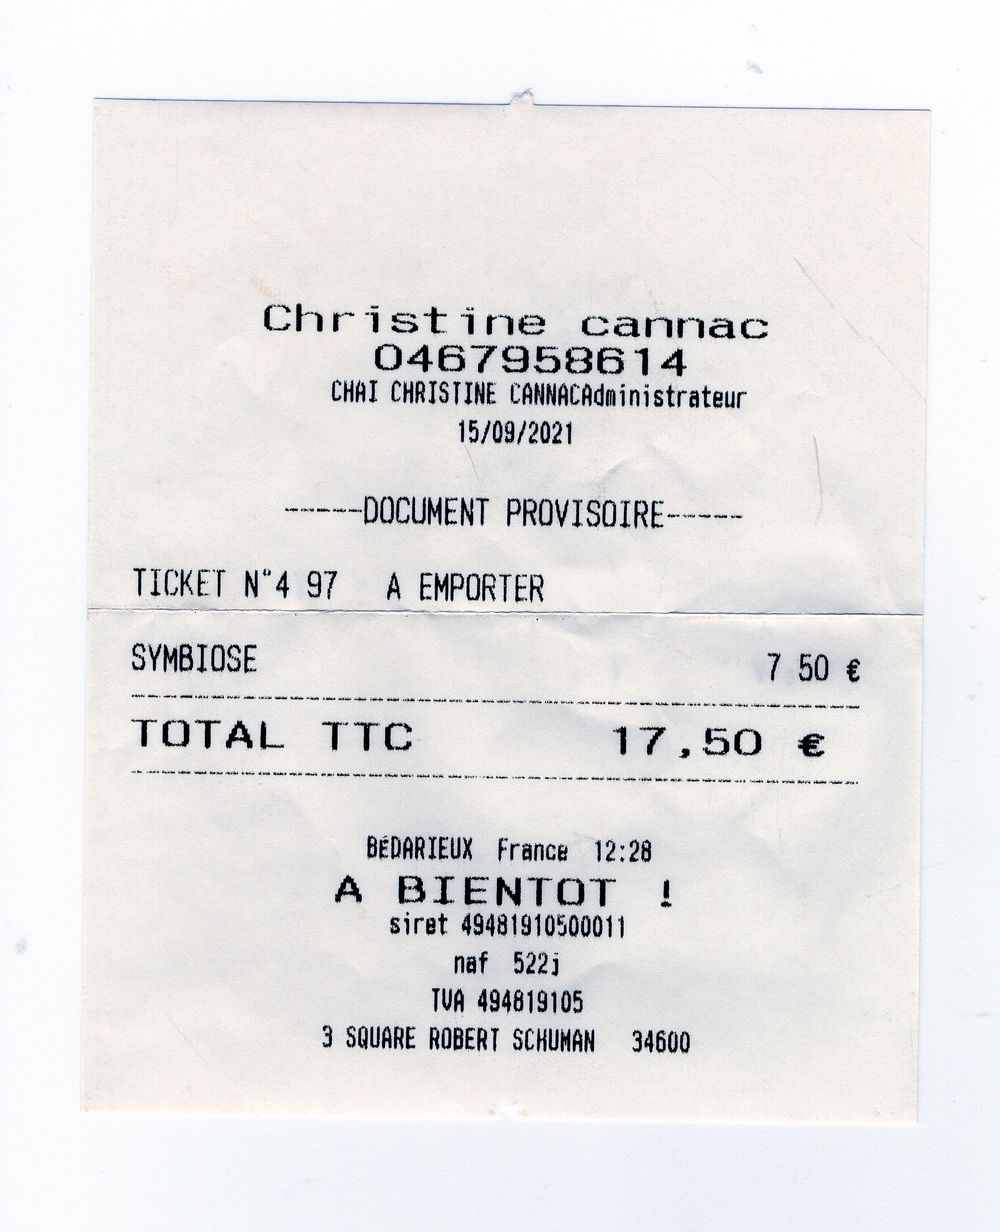 Christine cannac
0467958614
CHAI CHRISTINE CANNACAdministrateur
15/09/2021
-----DOCUMENT PROVISOIRE-----
TICKET N°4 97 A EMPORTER
SYMBIOSE 7 50 €
TOTAL TTC 17,50 €
BÉDARIEUX France 12:28
A BIENTOT !
siret 49481910500011
naf 522j
TVA 494819105
3 SQUARE ROBERT SCHUMAN 34600